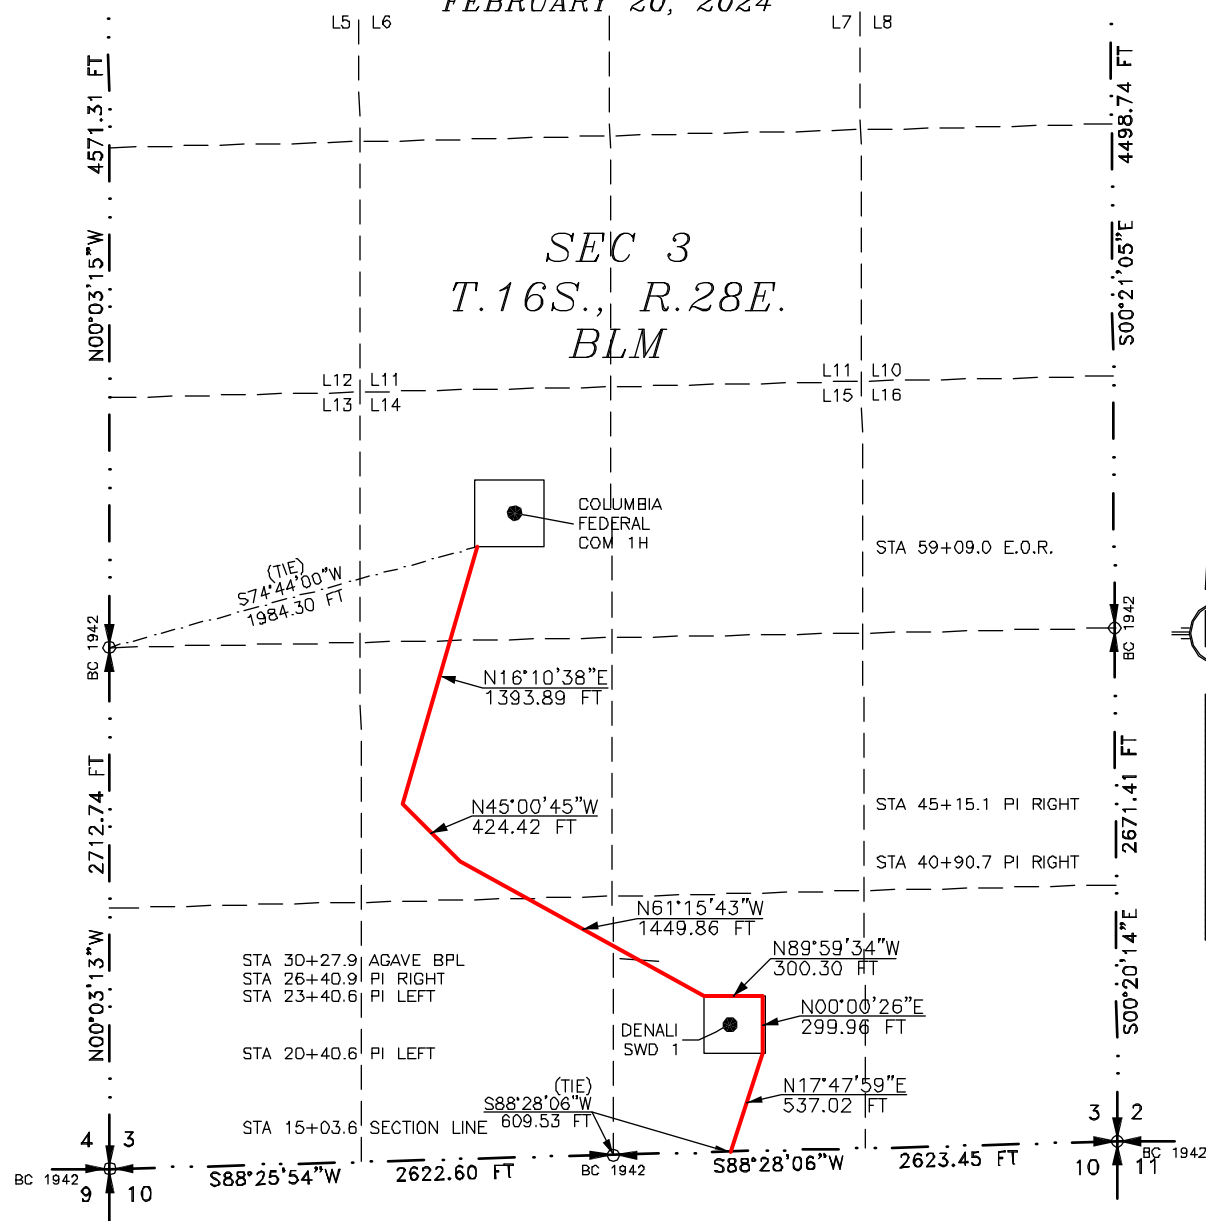 FEBRUARY 20, 2024
L5 L6
L7 L8
4571.31 FT
4498.74 FT
N00°03'15"W
S00°21'05"E
SEC 3
T.16S., R.28E.
BLM
L12 L11
L13 L14
L11 L10
L15 L16
COLUMBIA
FEDERAL
COM 1H
STA 59+09.0 E.O.R.
(TIE)
S74°44'00"W
1984.30 FT
BC 1942
BC 1942
N16°10'38"E
1393.89 FT
2712.74 FT
2671.41 FT
N45°00'45"W
424.42 FT
STA 45+15.1 PI RIGHT
STA 40+90.7 PI RIGHT
N61°15'43"W
1449.86 FT
N00°03'13"W
S00°20'14"E
STA 30+27.9 AGAVE BPL
STA 26+40.9 PI RIGHT
STA 23+40.6 PI LEFT
N89°59'34"W
300.30 FT
N00°00'26"E
299.96 FT
DENALI
SWD 1
STA 20+40.6 PI LEFT
(TIE)
S88°28'06"W
609.53 FT
N17°47'59"E
537.02 FT
STA 15+03.6 SECTION LINE
4 3
9 10
BC 1942
S88°25'54"W
2622.60 FT
BC 1942
S88°28'06"W
2623.45 FT
3 2
10 11
BC 1942